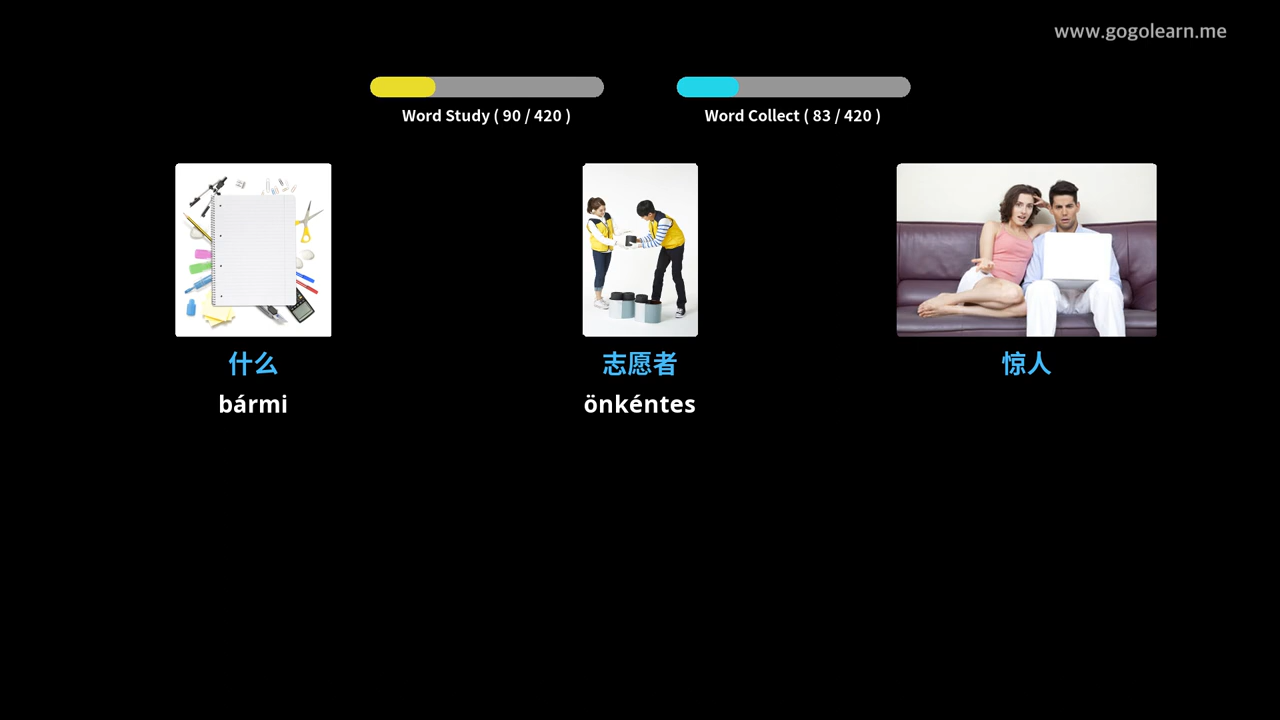 www.gogolearn.me
Word Study ( 90 / 420 )
Word Collect ( 83 / 420 )
什么
志愿者
惊人
bármi
önkéntes